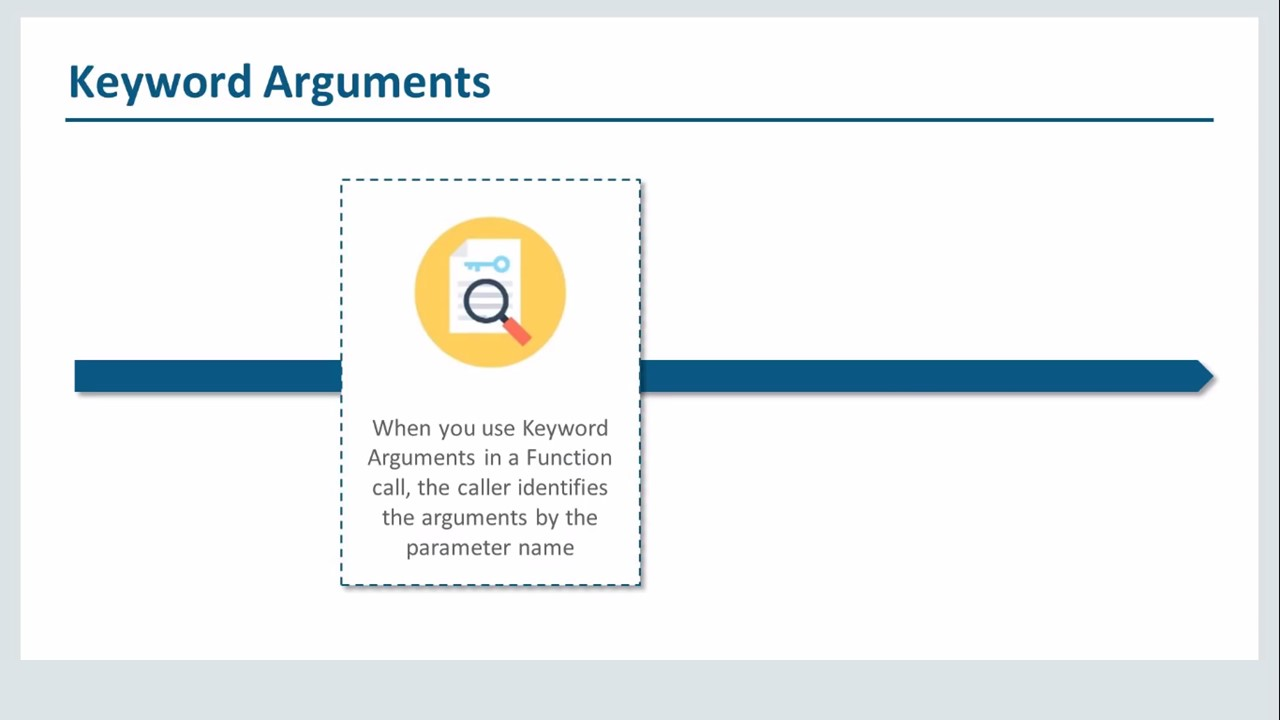 Keyword Arguments
When you use Keyword
Arguments in a Function
call, the caller identifies
the arguments by the
parameter name